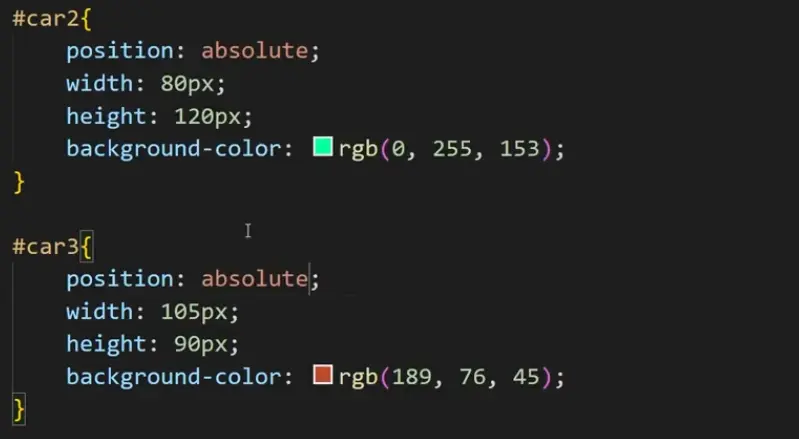 #car2{
    position: absolute;
    width: 80px;
    height: 120px;
    background-color: rgb(0, 255, 153);
}
#car3{
    position: absolute;
    width: 105px;
    height: 90px;
    background-color: rgb(189, 76, 45);
}